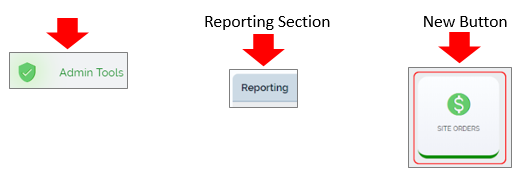 Reporting Section
New Button
Admin Tools
Reporting
$
SITE ORDERS